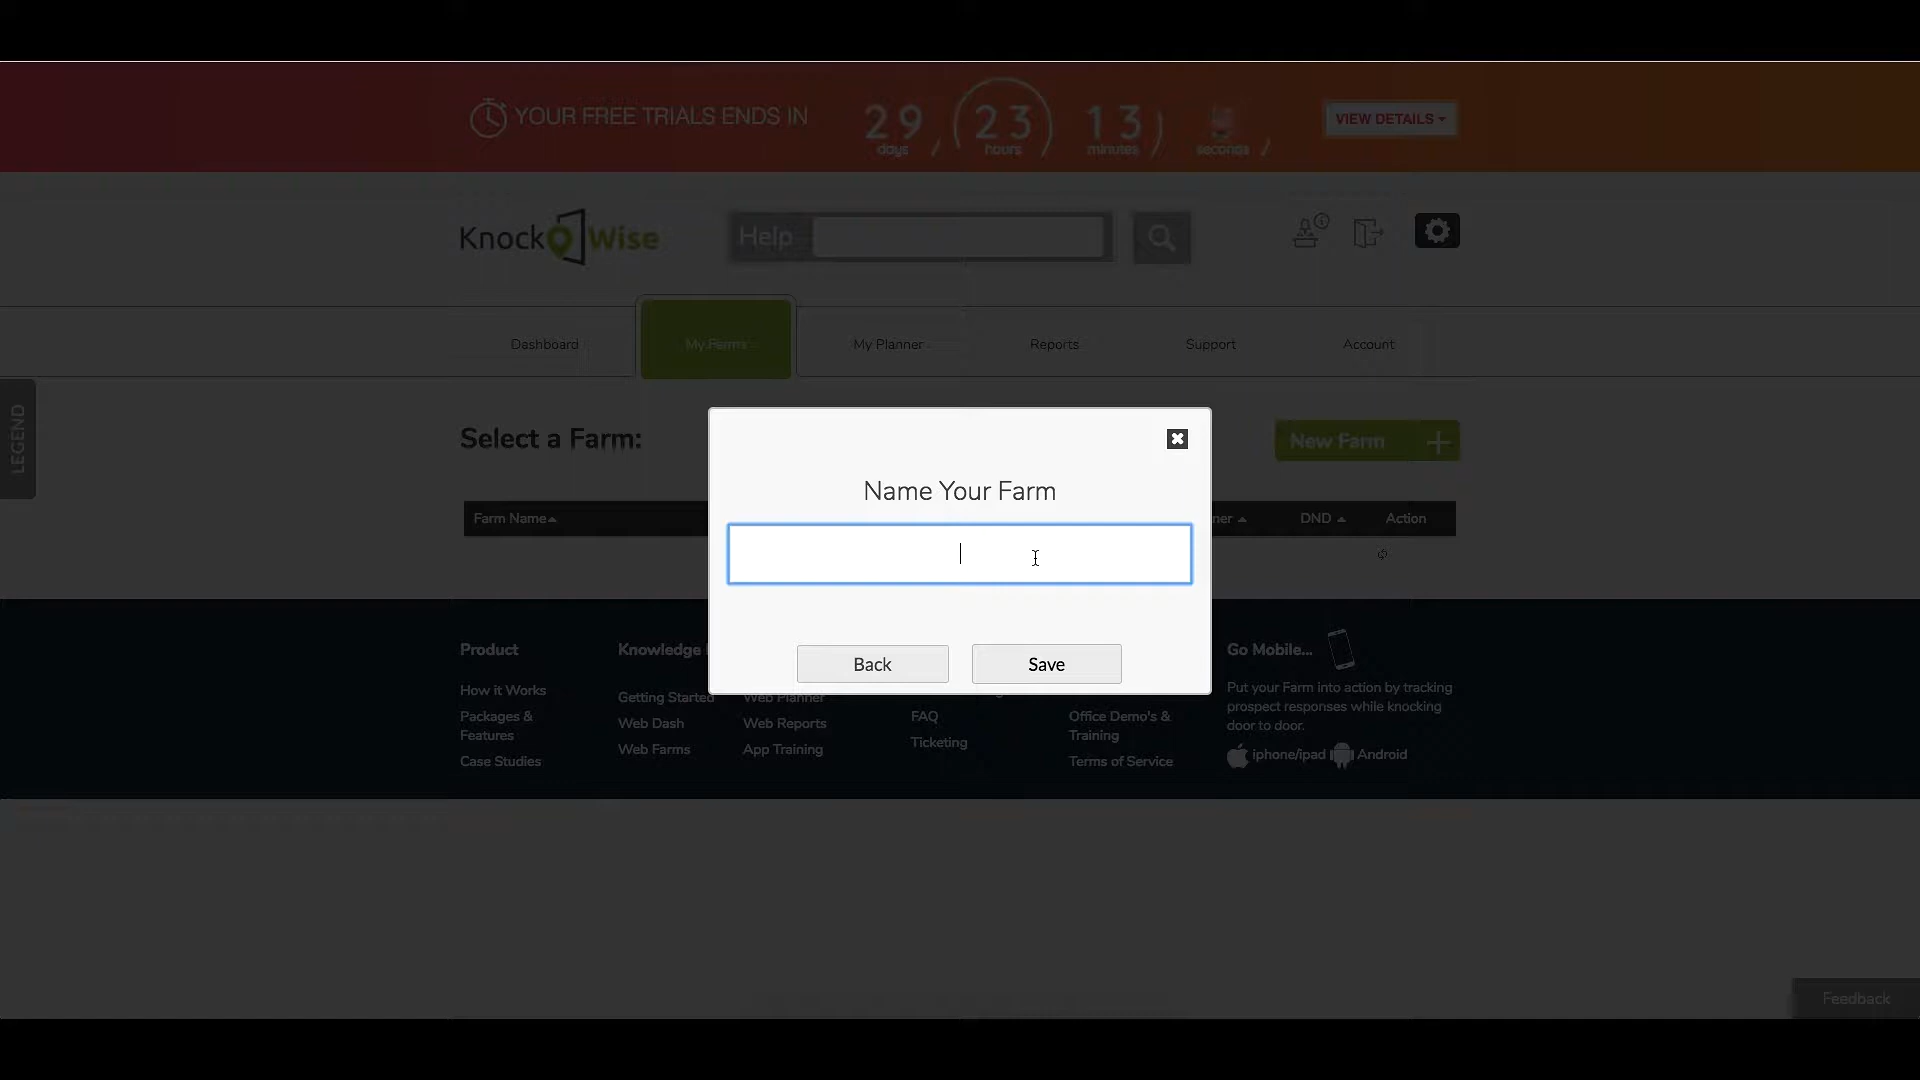 YOUR FREE TRIALS ENDS IN
29 23 13
days hours minutes seconds
VIEW DETAILS
KnockWise
Help
Dashboard
My Farms
My Planner
Reports
Support
Account
LEGEND
Select a Farm:
New Farm
Farm Name
DND
Action
Name Your Farm
Back
Save
Product
How it Works
Packages &
Features
Case Studies
Knowledge
Getting Started
Web Dash
Web Farms
Web Planner
Web Reports
App Training
FAQ
Ticketing
Office Demo's &
Training
Terms of Service
Go Mobile...
Put your Farm into action by tracking
prospect responses while knocking
door to door.
iphone/ipad Android
Feedback